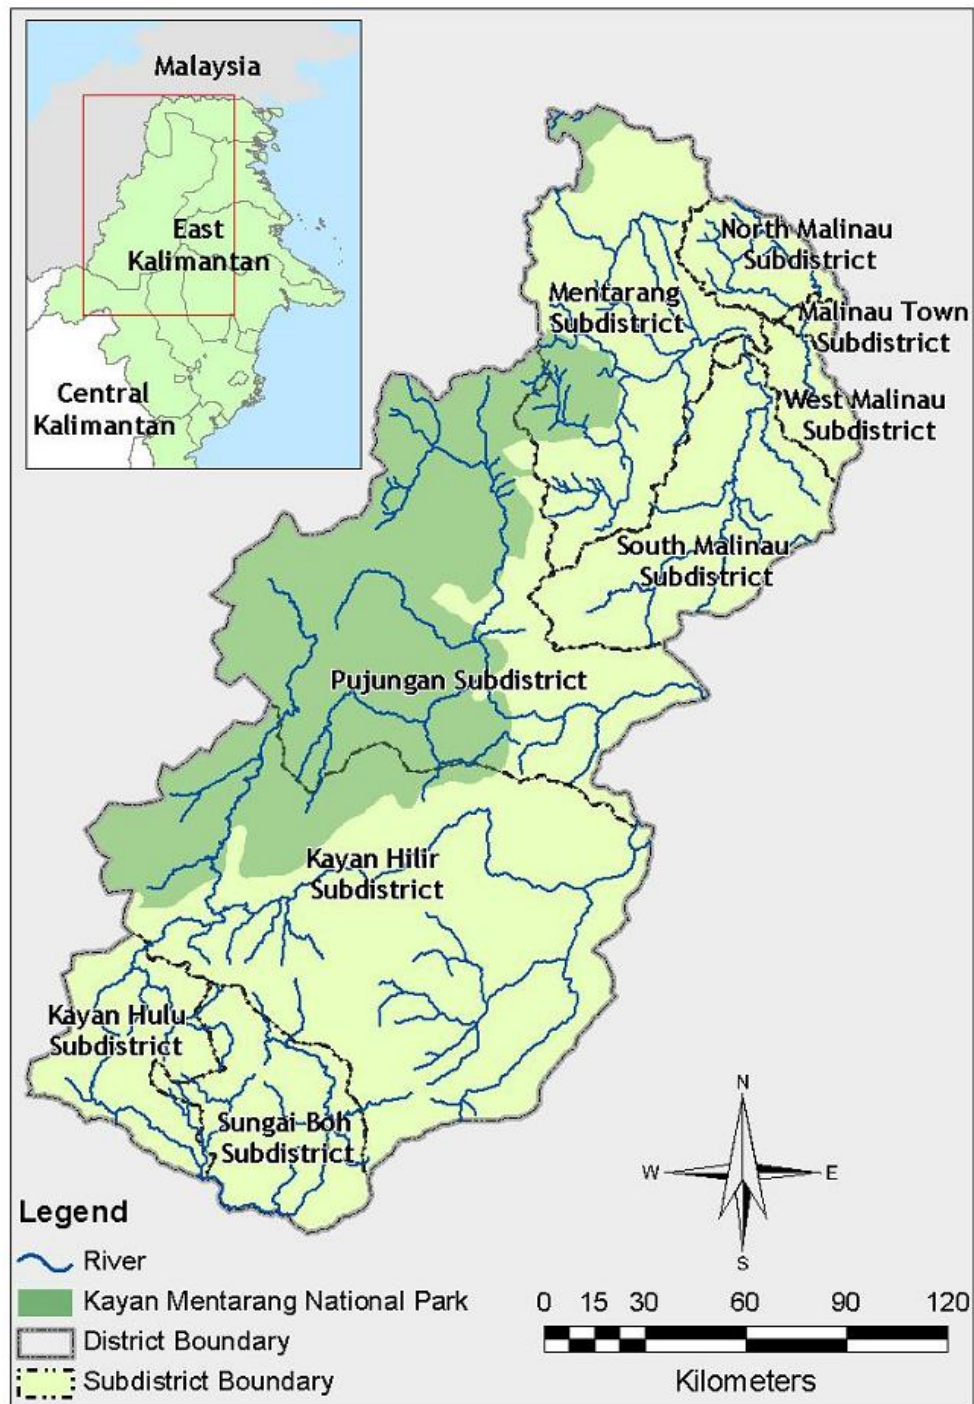 Malaysia
East
Kalimantan
Central
Kalimantan
North Malinau
Subdistrict
Mentarang
Subdistrict
Malinau Town
Subdistrict
West Malinau
Subdistrict
South Malinau
Subdistrict
Pujungan Subdistrict
Kayan Hilir
Subdistrict
Kayan Hulu
Subdistrict
Sungai Boh
Subdistrict
N
W E
S
Legend
River
Kayan Mentarang National Park
District Boundary
Subdistrict Boundary
0 15 30 60 90 120
Kilometers